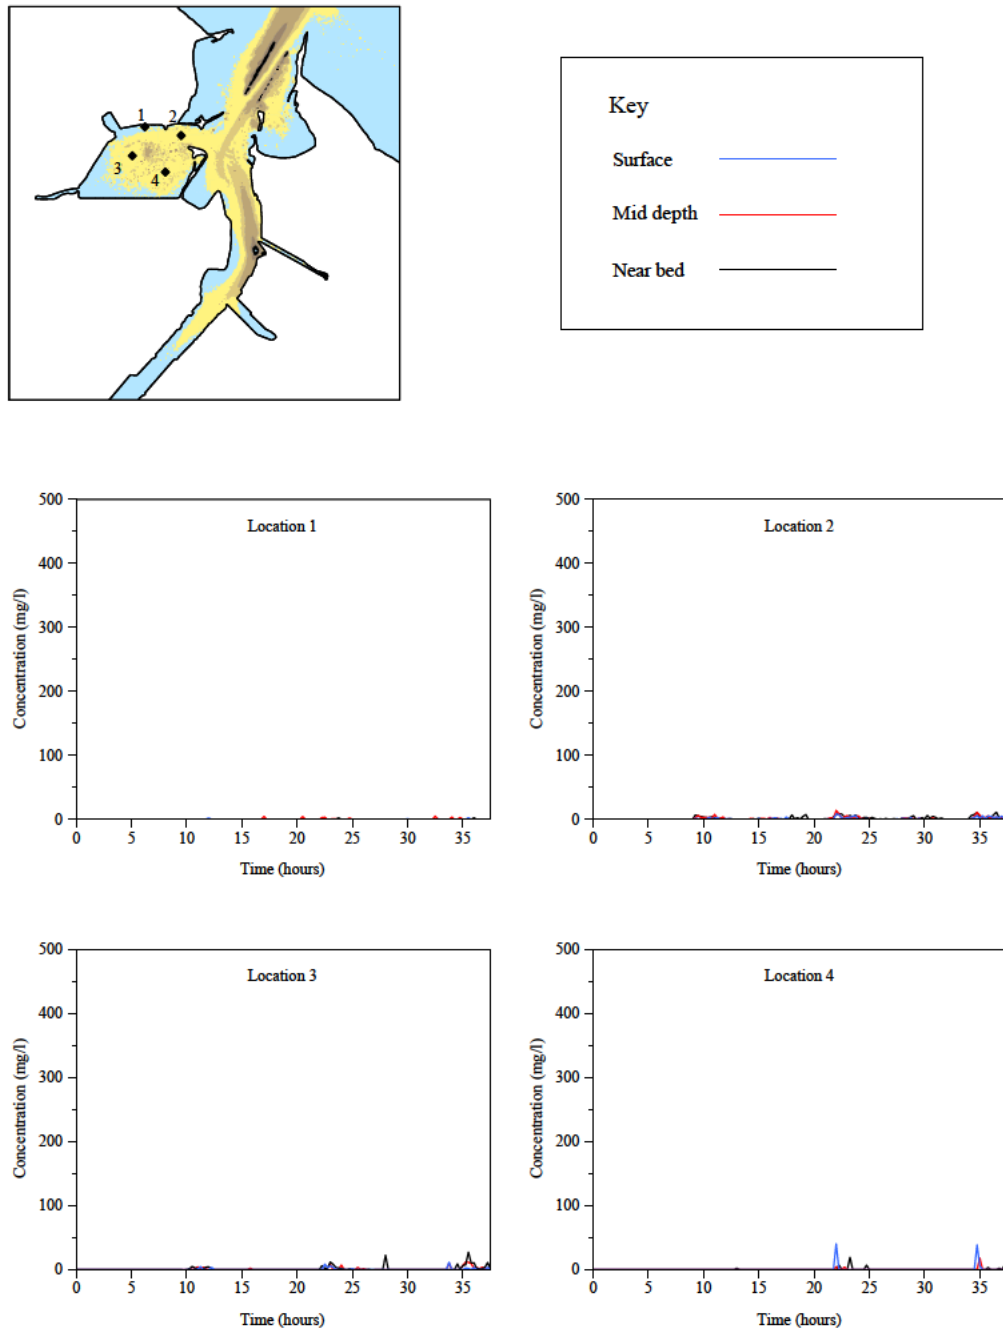 1
2
3
4
Key
Surface
Mid depth
Near bed
500
400
300
200
100
0
Concentration (mg/l)
Location 1
0 5 10 15 20 25 30 35
Time (hours)
500
400
300
200
100
0
Concentration (mg/l)
Location 2
0 5 10 15 20 25 30 35
Time (hours)
500
400
300
200
100
0
Concentration (mg/l)
Location 3
0 5 10 15 20 25 30 35
Time (hours)
500
400
300
200
100
0
Concentration (mg/l)
Location 4
0 5 10 15 20 25 30 35
Time (hours)